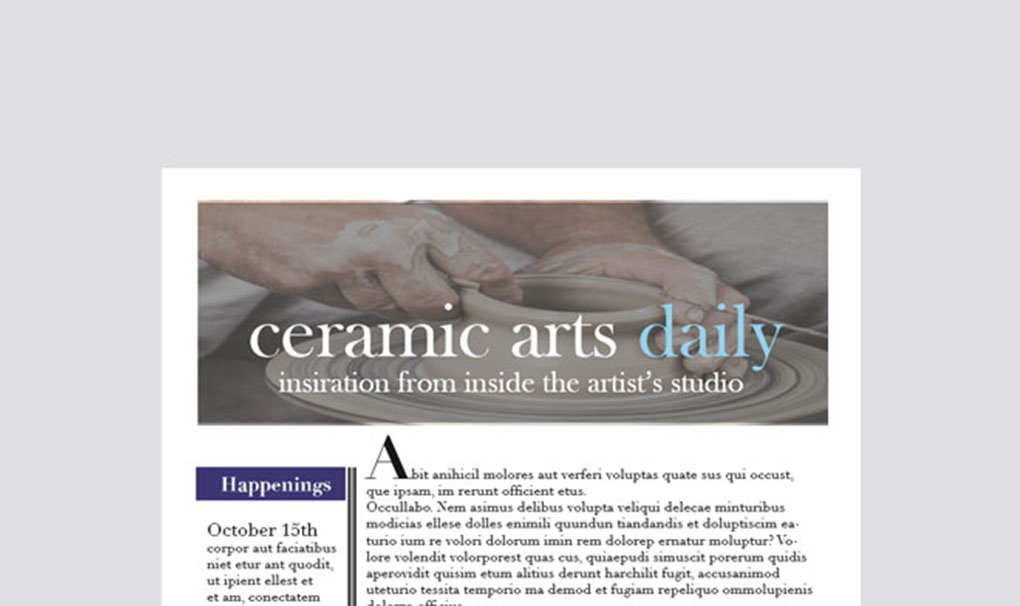 ceramic arts daily
insiration from inside the artist's studio
Happenings
October 15th
corpor aut faciatibus
niet etur ant quodit,
ut ipient ellest et
et am, conectatem
Abit anihicil molores aut verferi voluptas quate sus qui occust,
que ipsam, im rerunt officient etus.
Occullabo. Nem asimus delibus volupta veliqui delecae minturibus
modicias ellese dolles enimili quundun tiandandis et doluptiscim ea-
turio ium re volori dolorum imin rem dolorep ernatur moluptur? Vo-
lore volendit volorporest quas cus, quiaepudi simuscit porerum quidis
aperovidit quisim etum alitius derunt harchilit fugit, accusanimod
uteturio tessita temporio ma demod et fugiam repeliquo ommolupienis